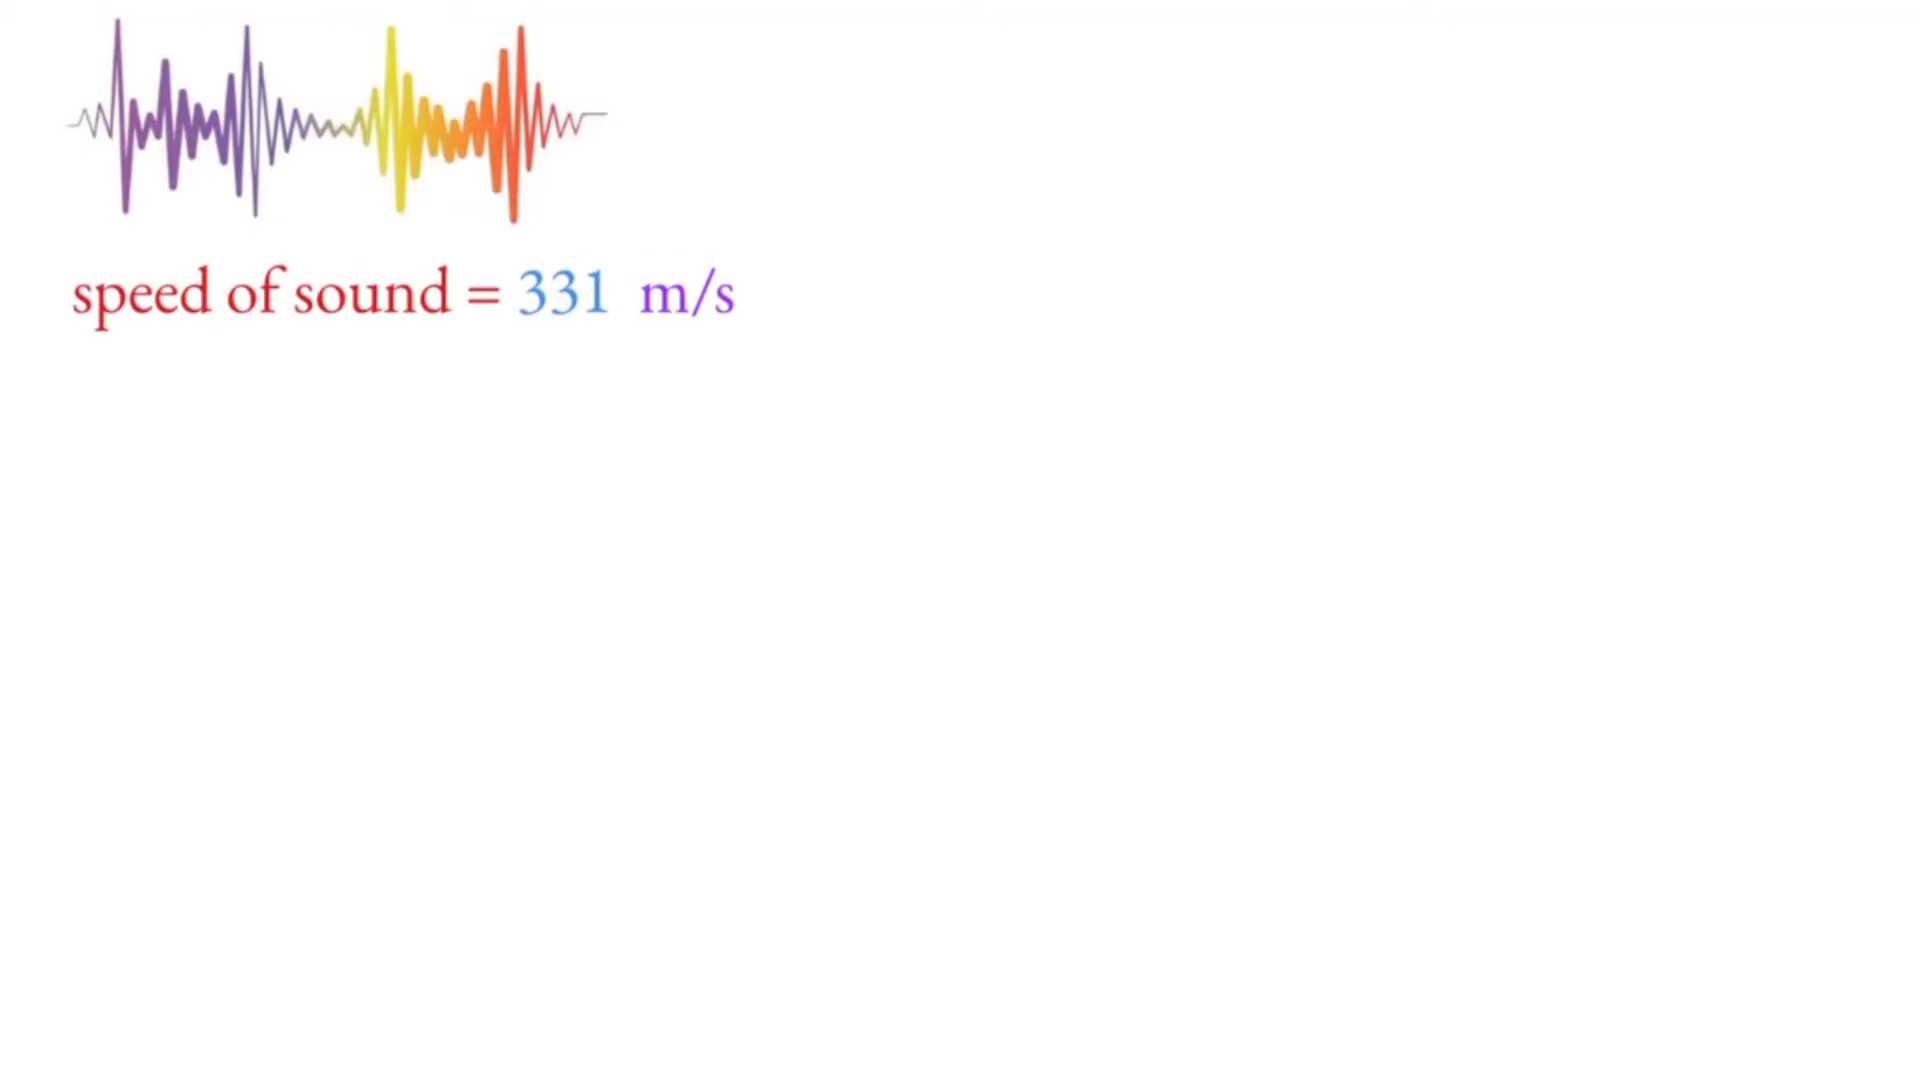 speed of sound = 331 m/s